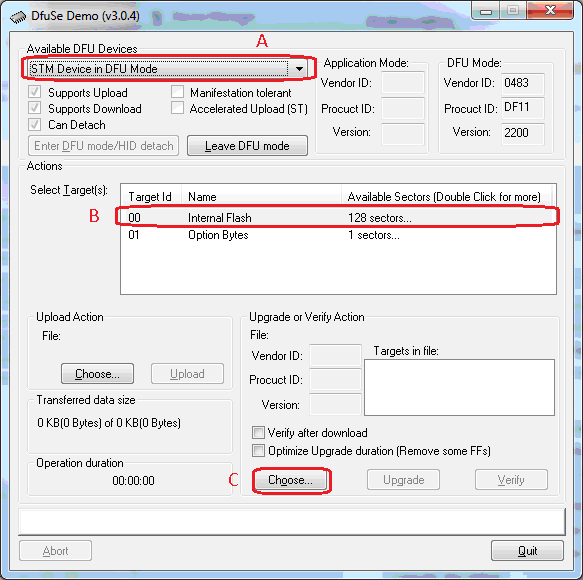 DfuSe Demo (v3.0.4)
A
Available DFU Devices
STM Device in DFU Mode
Supports Upload
Manifestation tolerant
Supports Download
Accelerated Upload (ST)
Can Detach
Enter DFU mode/HID detach
Leave DFU mode
Application Mode:
Vendor ID:
Procuct ID:
Version:
DFU Mode:
Vendor ID: 0483
Procuct ID: DF11
Version: 2200
Actions
Select Target(s):
Target Id Name Available Sectors (Double Click for more)
B
00 Internal Flash 128 sectors...
01 Option Bytes 1 sectors...
Upload Action
File:
Choose... Upload
Transferred data size
0 KB(0 Bytes) of 0 KB(0 Bytes)
Operation duration
00:00:00
Upgrade or Verify Action
File:
Vendor ID:
Procuct ID:
Version:
Targets in file:
Verify after download
Optimize Upgrade duration (Remove some FFs)
C
Choose... Upgrade Verify
Abort Quit